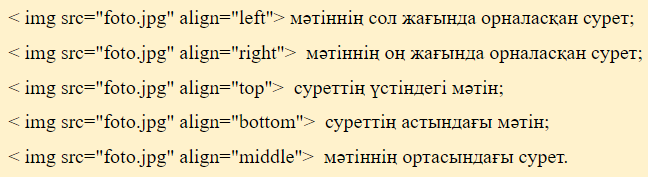 < img src="foto.jpg" align="left"> мәтіннің сол жағында орналасқан сурет;
< img src="foto.jpg" align="right"> мәтіннің оң жағында орналасқан сурет;
< img src="foto.jpg" align="top"> суреттің үстіндегі мәтін;
< img src="foto.jpg" align="bottom"> суреттің астындағы мәтін;
< img src="foto.jpg" align="middle"> мәтіннің ортасындағы сурет.